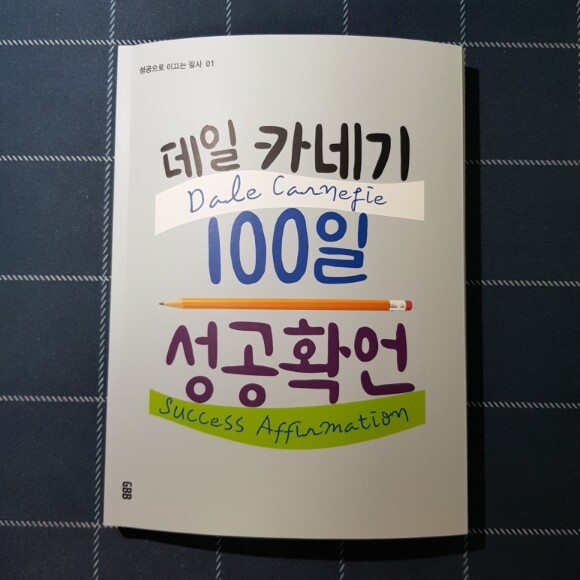 성공으로 이끄는 필사 01
데일 카네기
Dale Carnegie
100일
성공확언
Success Affirmation
GBB